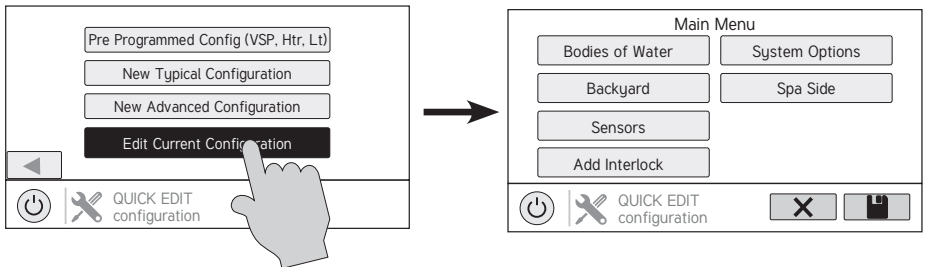 Pre Programmed Config (VSP, Htr, Lt)
New Typical Configuration
New Advanced Configuration
Edit Current Configuration
QUICK EDIT
configuration
Main Menu
Bodies of Water
System Options
Backyard
Spa Side
Sensors
Add Interlock
QUICK EDIT
configuration